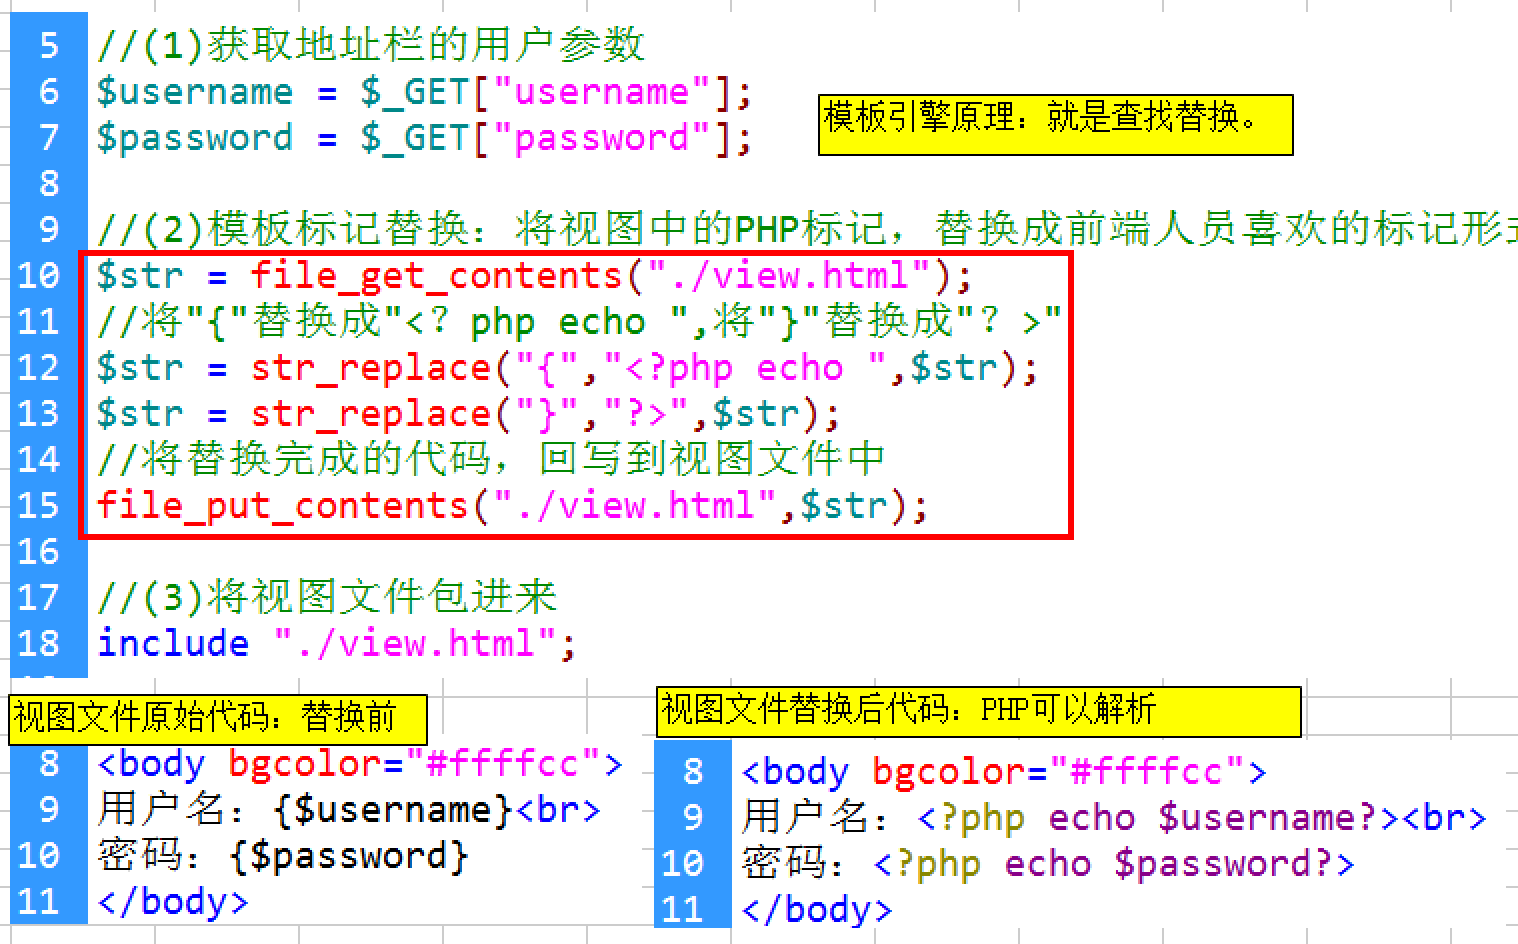 5 //(1)获取地址栏的用户参数
6 $username = $_GET["username"];
7 $password = $_GET["password"];
模板引擎原理：就是查找替换。
8
9 //(2)模板标记替换：将视图中的PHP标记，替换成前端人员喜欢的标记形
10 $str = file_get_contents("./view.html");
11 //将"{"替换成"<? php echo ",将"}"替换成"? >"
12 $str = str_replace("{","<?php echo ",$str);
13 $str = str_replace("}","?>",$str);
14 //将替换完成的代码，回写到视图文件中
15 file_put_contents("./view.html",$str);
16
17 //(3)将视图文件包进来
18 include "./view.html";
视图文件原始代码：替换前
8 <body bgcolor="#ffffcc">
9 用户名：{$username}<br>
10 密码：{$password}
11 </body>
视图文件替换后代码：PHP可以解析
8 <body bgcolor="#ffffcc">
9 用户名：<?php echo $username?><br>
10 密码：<?php echo $password?>
11 </body>